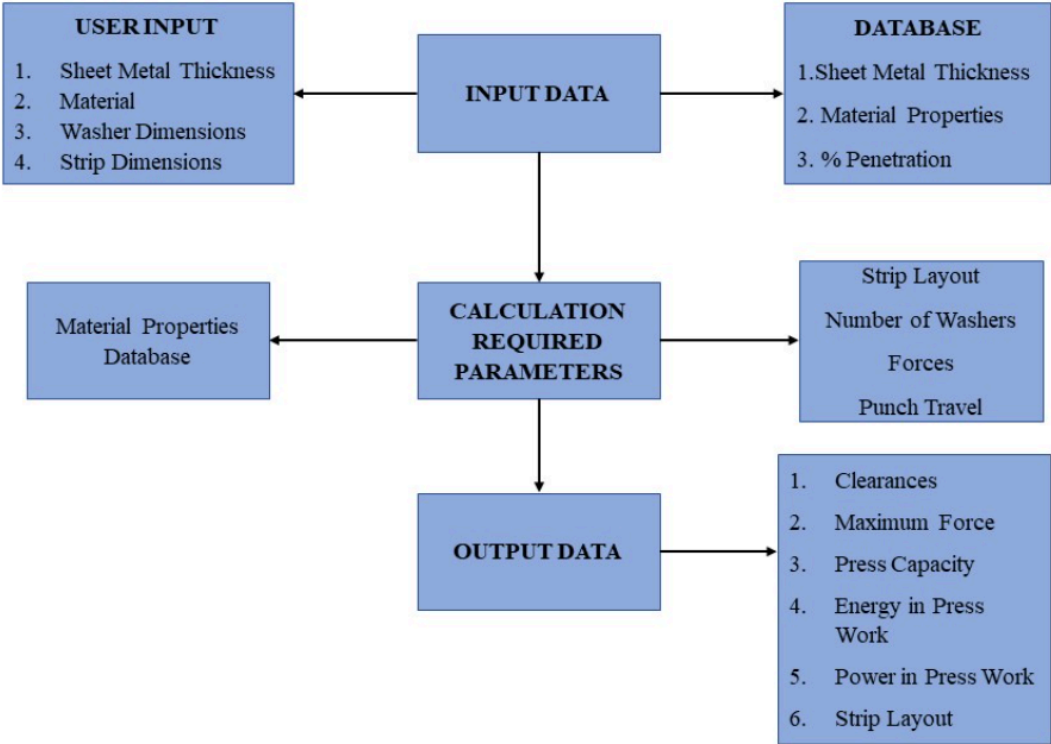 USER INPUT
1. Sheet Metal Thickness
2. Material
3. Washer Dimensions
4. Strip Dimensions
INPUT DATA
DATABASE
1.Sheet Metal Thickness
2. Material Properties
3. % Penetration
Material Properties
Database
CALCULATION
REQUIRED
PARAMETERS
Strip Layout
Number of Washers
Forces
Punch Travel
OUTPUT DATA
1. Clearances
2. Maximum Force
3. Press Capacity
4. Energy in Press
Work
5. Power in Press Work
6. Strip Layout